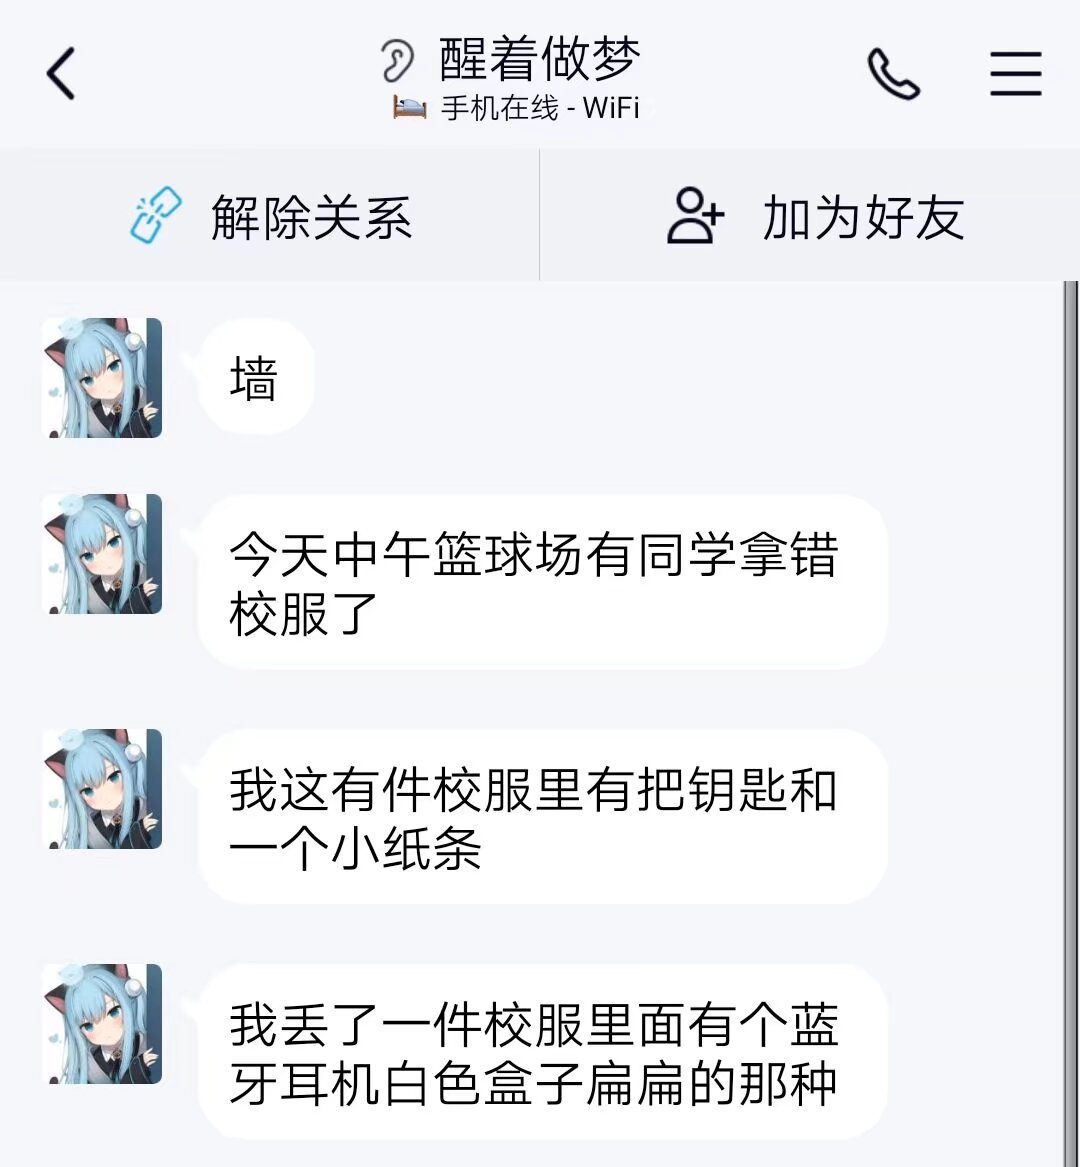 醒着做梦
手机在线 - WiFi
解除关系
加为好友
墙
今天中午篮球场有同学拿错
校服了
我这有件校服里有把钥匙和
一个小纸条
我丢了一件校服里面有个蓝
牙耳机白色盒子扁扁的那种